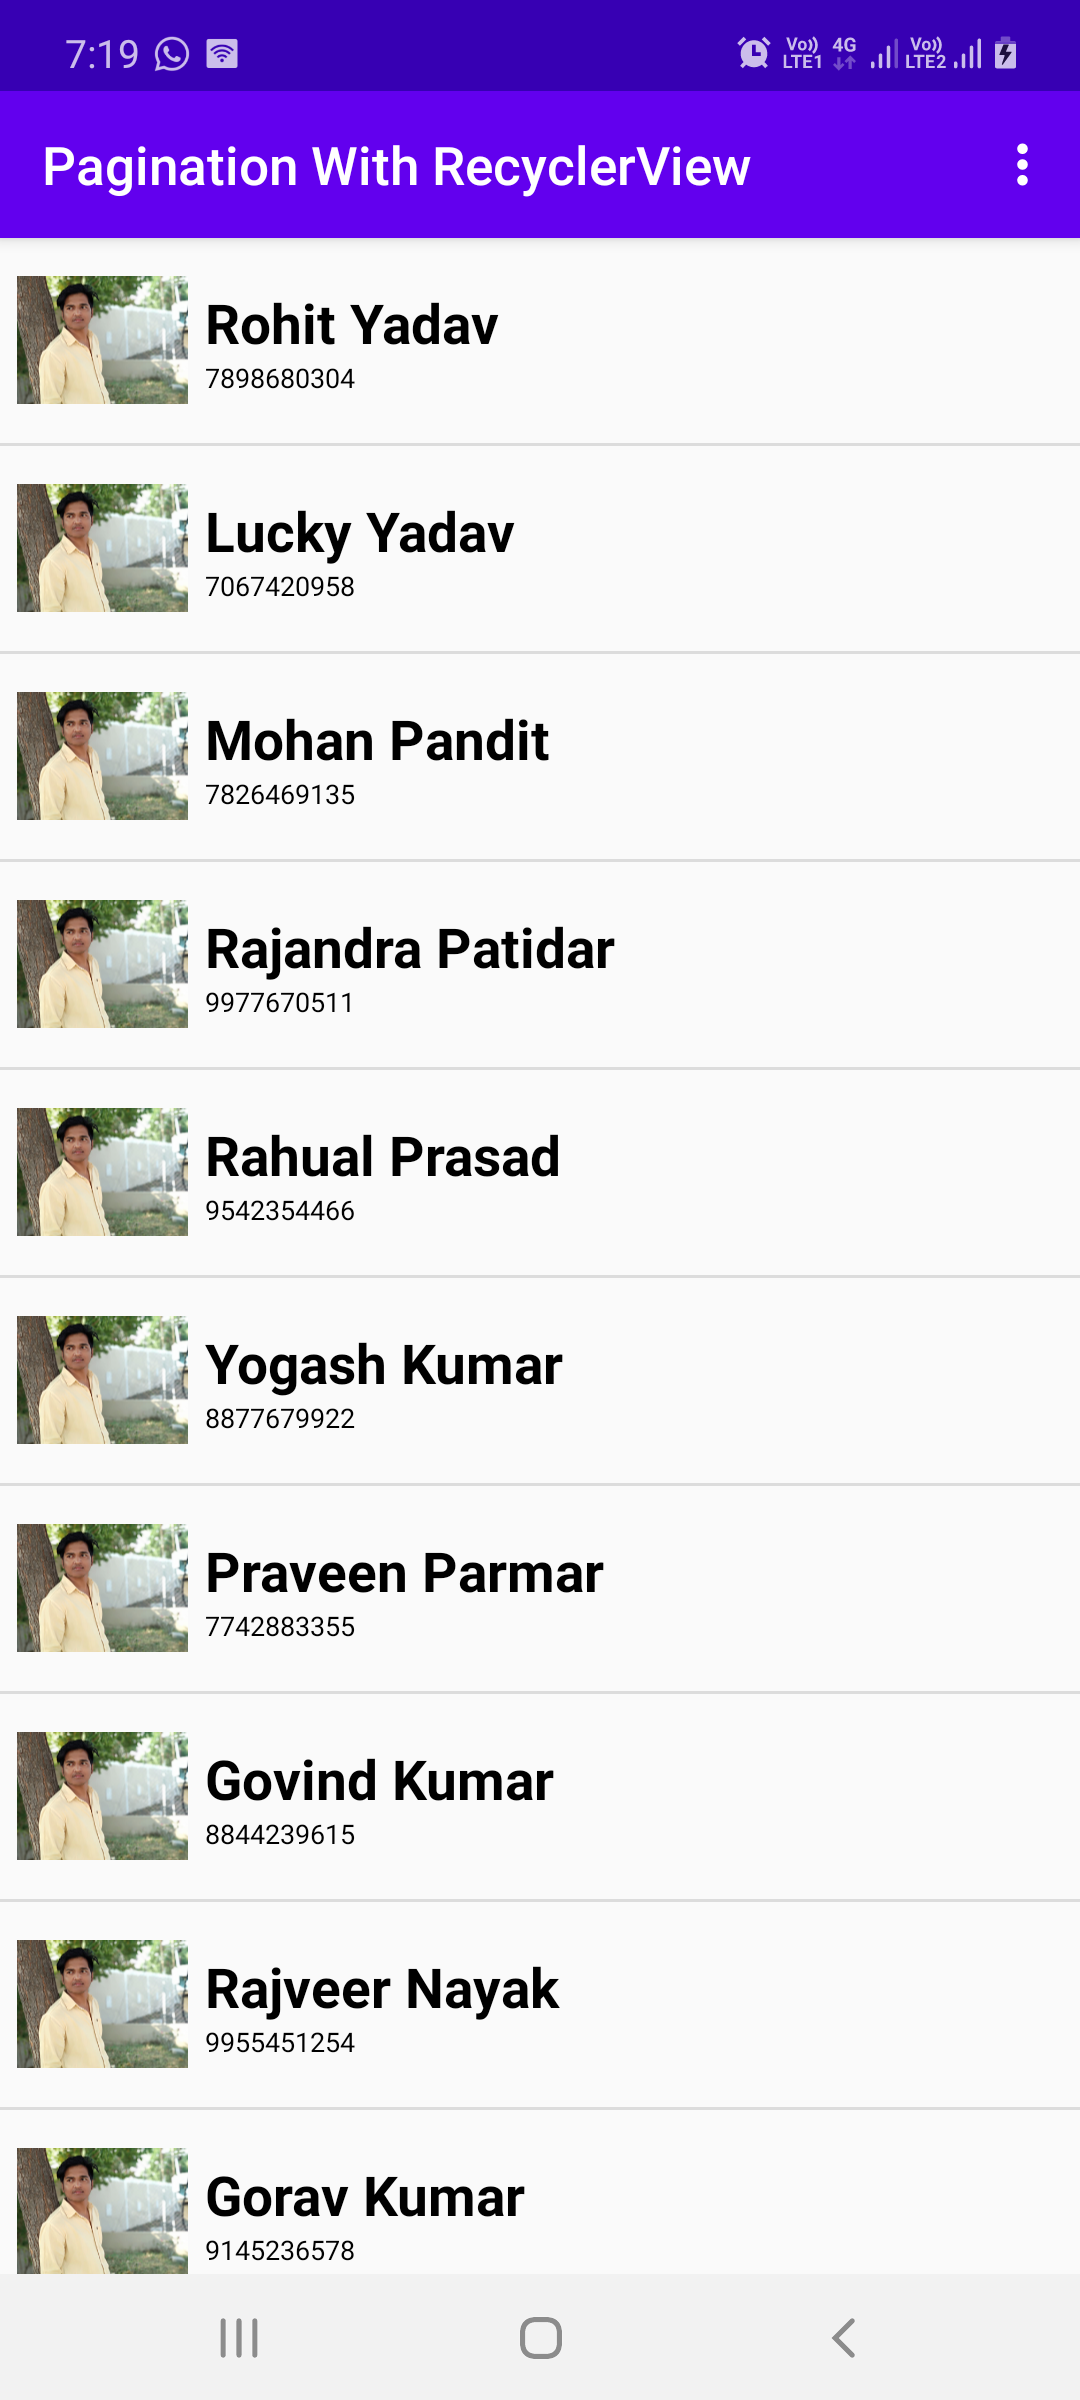 7:19 Vo)) LTE1 4G Vo)) LTE2
Pagination With RecyclerView
Rohit Yadav
7898680304
Lucky Yadav
7067420958
Mohan Pandit
7826469135
Rajandra Patidar
9977670511
Rahual Prasad
9542354466
Yogash Kumar
8877679922
Praveen Parmar
7742883355
Govind Kumar
8844239615
Rajveer Nayak
9955451254
Gorav Kumar
9145236578